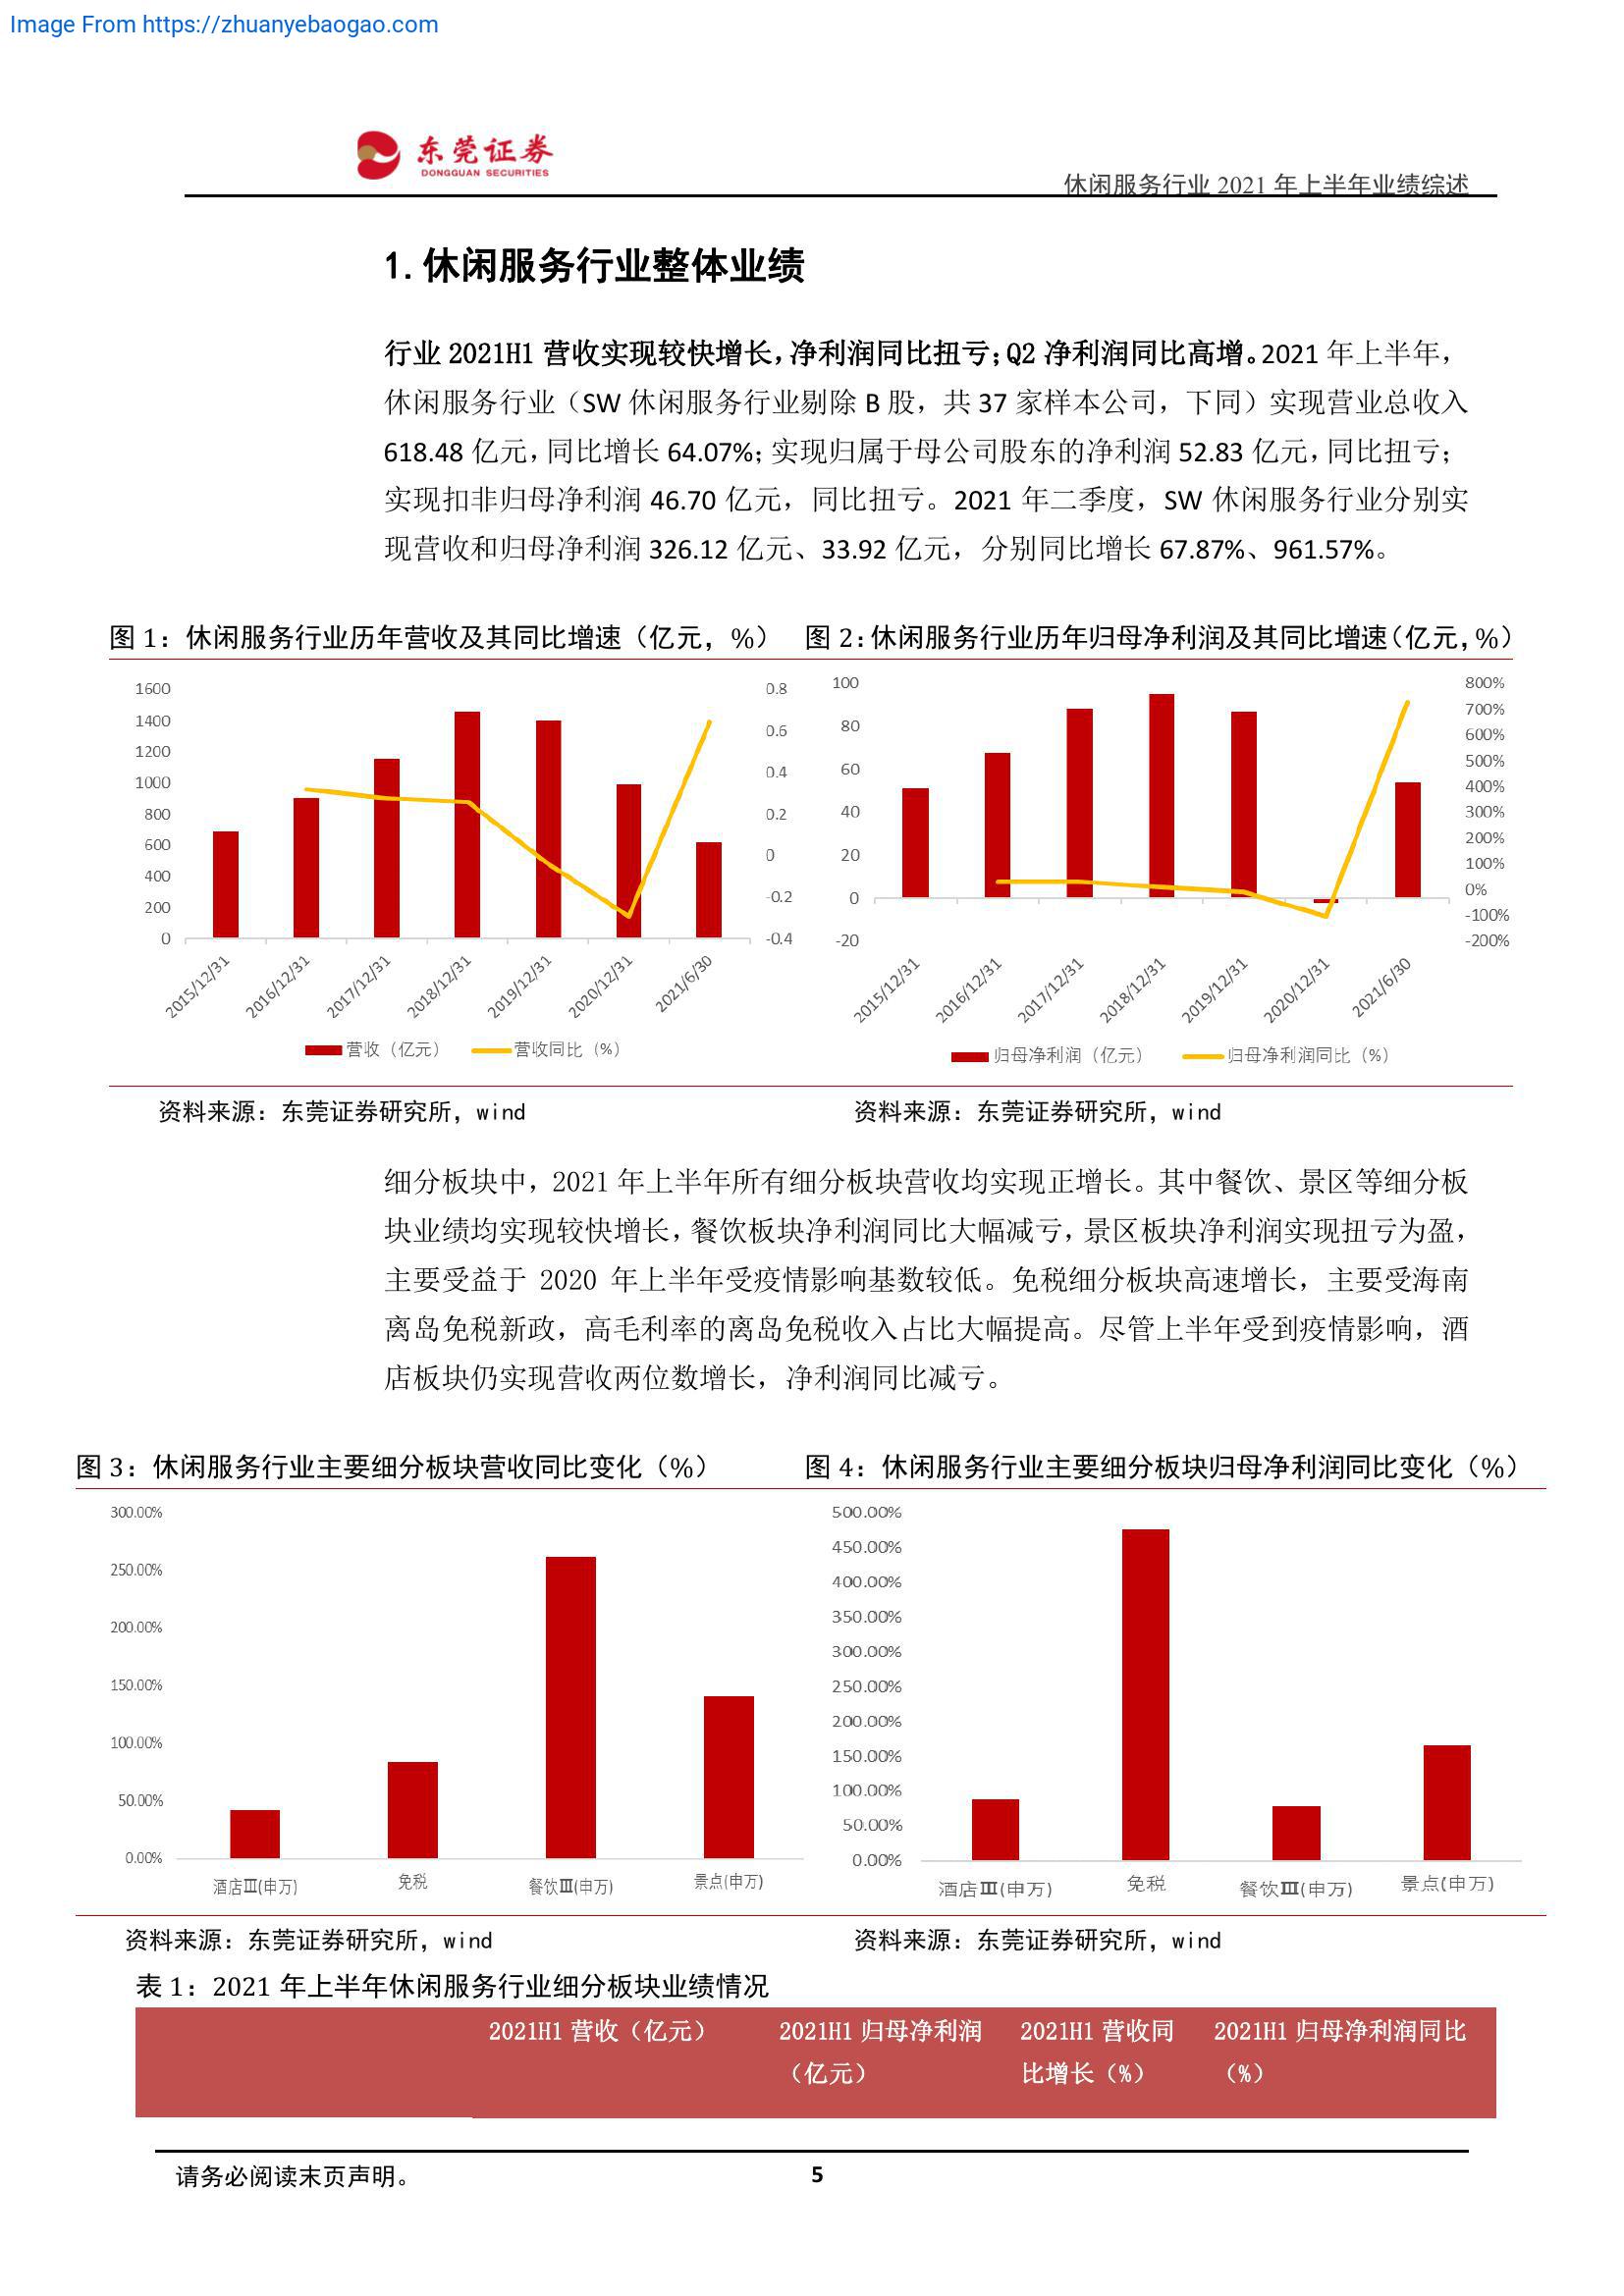 Image From https://zhuanyebaogao.com
东莞证券
DONGGUAN SECURITIES
休闲服务行业 2021 年上半年业绩综述
1.休闲服务行业整体业绩
行业 2021H1 营收实现较快增长，净利润同比扭亏；Q2 净利润同比高增。2021 年上半年，
休闲服务行业（SW 休闲服务行业剔除 B 股，共 37 家样本公司，下同）实现营业总收入
618.48 亿元，同比增长 64.07%；实现归属于母公司股东的净利润 52.83 亿元，同比扭亏；
实现扣非归母净利润 46.70 亿元，同比扭亏。2021 年二季度，SW 休闲服务行业分别实
现营收和归母净利润 326.12 亿元、33.92 亿元，分别同比增长 67.87%、961.57%。
图 1：休闲服务行业历年营收及其同比增速（亿元，%）
1600
1400
1200
1000
800
600
400
200
0
0.8
0.6
0.4
0.2
0
-0.2
-0.4
2015/12/31
2016/12/31
2017/12/31
2018/12/31
2019/12/31
2020/12/31
2021/6/30
营收（亿元）
营收同比（%）
资料来源：东莞证券研究所，wind
图 2：休闲服务行业历年归母净利润及其同比增速（亿元，%）
100
80
60
40
20
0
-20
800%
700%
600%
500%
400%
300%
200%
100%
0%
-100%
-200%
2015/12/31
2016/12/31
2017/12/31
2018/12/31
2019/12/31
2020/12/31
2021/6/30
归母净利润（亿元）
归母净利润同比（%）
资料来源：东莞证券研究所，wind
细分板块中，2021 年上半年所有细分板块营收均实现正增长。其中餐饮、景区等细分板
块业绩均实现较快增长，餐饮板块净利润同比大幅减亏，景区板块净利润实现扭亏为盈，
主要受益于 2020 年上半年受疫情影响基数较低。免税细分板块高速增长，主要受海南
离岛免税新政，高毛利率的离岛免税收入占比大幅提高。尽管上半年受到疫情影响，酒
店板块仍实现营收两位数增长，净利润同比减亏。
图 3：休闲服务行业主要细分板块营收同比变化（%）
300.00%
250.00%
200.00%
150.00%
100.00%
50.00%
0.00%
酒店Ⅲ(申万)
免税
餐饮Ⅲ(申万)
景点(申万)
资料来源：东莞证券研究所，wind
图 4：休闲服务行业主要细分板块归母净利润同比变化（%）
500.00%
450.00%
400.00%
350.00%
300.00%
250.00%
200.00%
150.00%
100.00%
50.00%
0.00%
酒店Ⅲ(申万)
免税
餐饮Ⅲ(申万)
景点(申万)
资料来源：东莞证券研究所，wind
表 1：2021 年上半年休闲服务行业细分板块业绩情况
2021H1 营收（亿元）
2021H1 归母净利润
（亿元）
2021H1 营收同
比增长（%）
2021H1 归母净利润同比
（%）
请务必阅读末页声明。
5